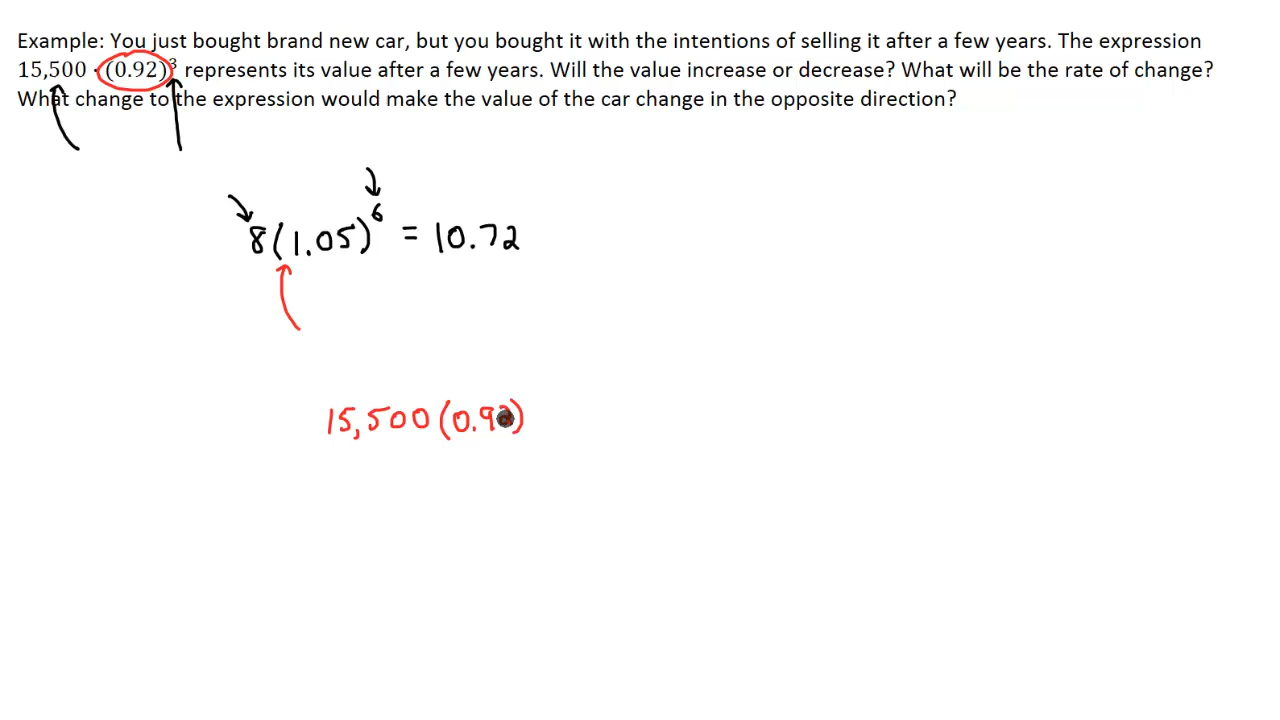 Example: You just bought brand new car, but you bought it with the intentions of selling it after a few years. The expression
15,500 · (0.92)³ represents its value after a few years. Will the value increase or decrease? What will be the rate of change?
What change to the expression would make the value of the car change in the opposite direction?
8(1.05)⁶ = 10.72
15,500(0.92)